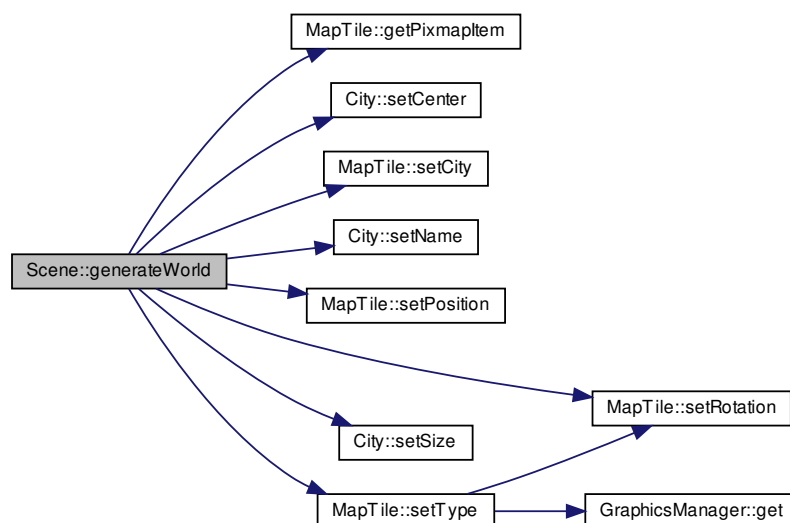 MapTile::getPixmapItem
City::setCenter
MapTile::setCity
City::setName
Scene::generateWorld
MapTile::setPosition
MapTile::setRotation
City::setSize
MapTile::setType
GraphicsManager::get